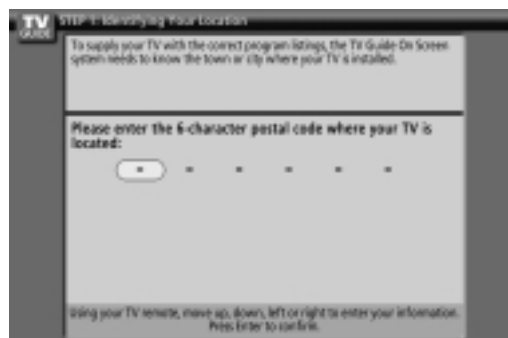 TV
GUIDE
STEP 1: Identifying Your Location
To supply your TV with the correct program listings, the TV Guide On Screen
system needs to know the town or city where your TV is installed.
Please enter the 6-character postal code where your TV is
located:
- - - - - -
Using your TV remote, move up, down, left or right to enter your information.
Press Enter to confirm.